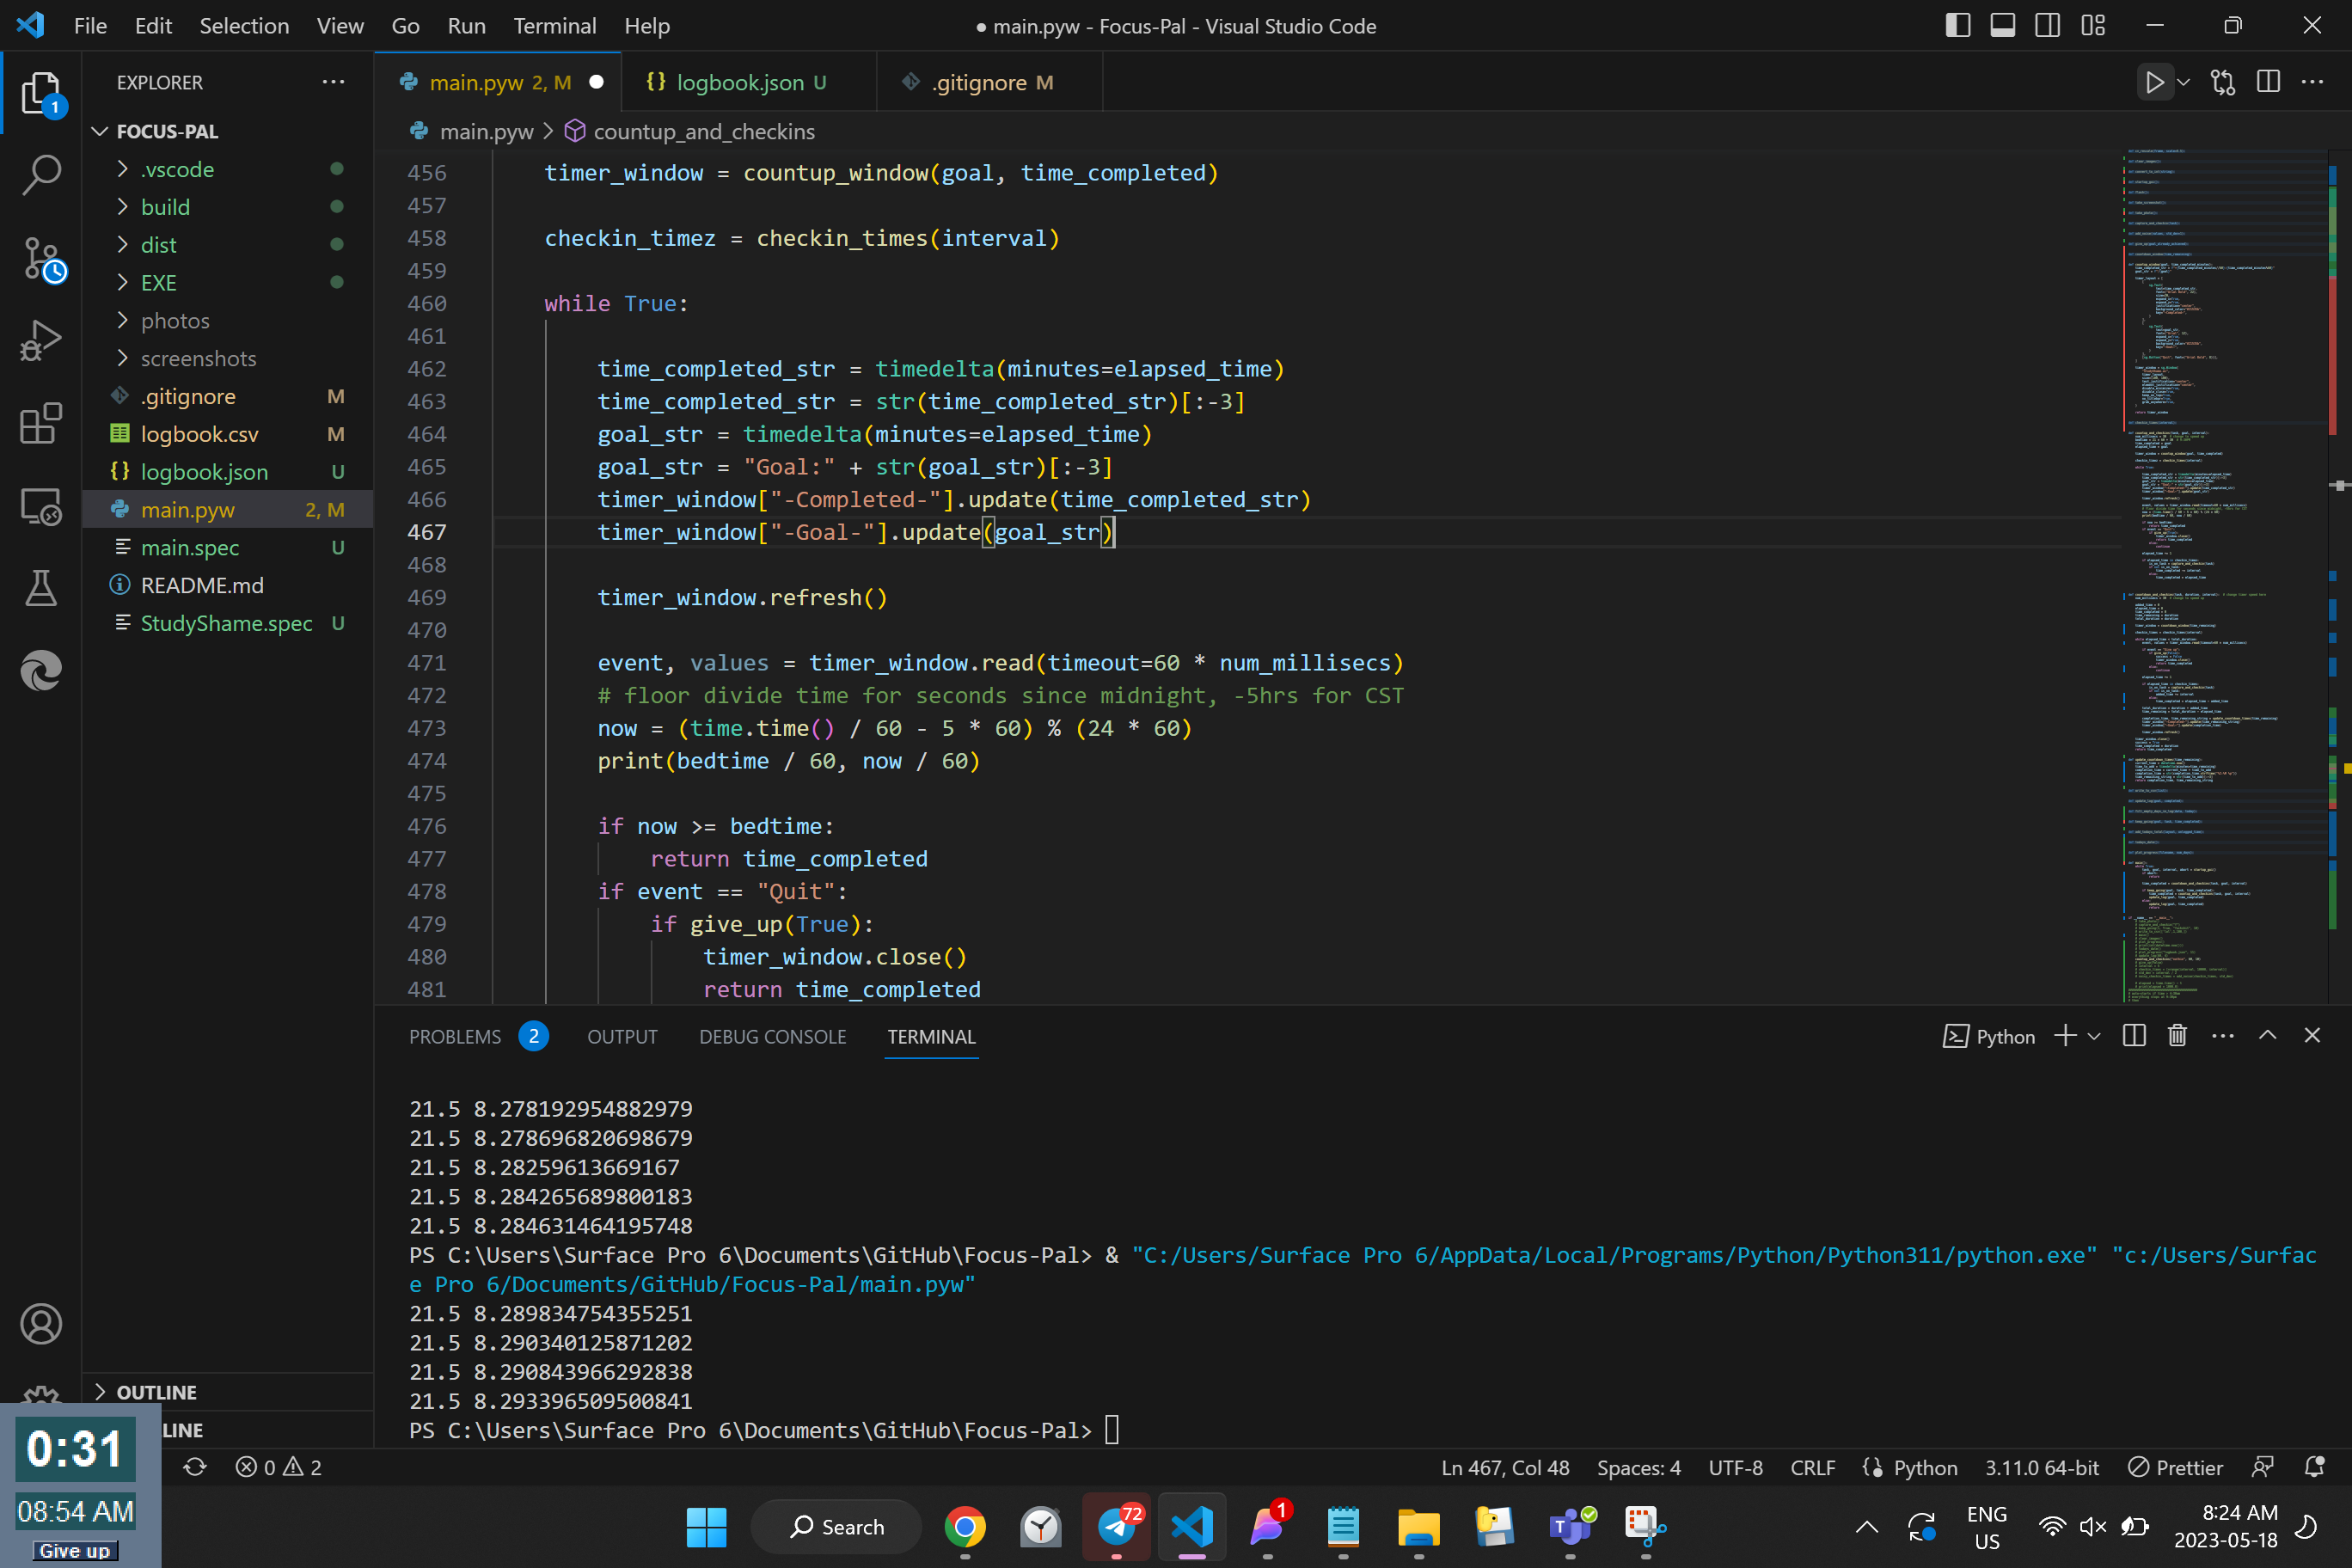 File Edit Selection View Go Run Terminal Help
● main.pyw - Focus-Pal - Visual Studio Code
EXPLORER
main.pyw 2, M
logbook.json U
.gitignore M
main.pyw > countup_and_checkins
1
FOCUS-PAL
.vscode
build
dist
EXE
photos
screenshots
.gitignore M
logbook.csv M
logbook.json U
main.pyw 2, M
main.spec U
README.md
StudyShame.spec U
OUTLINE
LINE
456 timer_window = countup_window(goal, time_completed)
457
458 checkin_timez = checkin_times(interval)
459
460 while True:
461
462 time_completed_str = timedelta(minutes=elapsed_time)
463 time_completed_str = str(time_completed_str)[:-3]
464 goal_str = timedelta(minutes=elapsed_time)
465 goal_str = "Goal:" + str(goal_str)[:-3]
466 timer_window["-Completed-"].update(time_completed_str)
467 timer_window["-Goal-"].update(goal_str)
468
469 timer_window.refresh()
470
471 event, values = timer_window.read(timeout=60 * num_millisecs)
472 # floor divide time for seconds since midnight, -5hrs for CST
473 now = (time.time() / 60 - 5 * 60) % (24 * 60)
474 print(bedtime / 60, now / 60)
475
476 if now >= bedtime:
477 return time_completed
478 if event == "Quit":
479 if give_up(True):
480 timer_window.close()
481 return time_completed
PROBLEMS 2 OUTPUT DEBUG CONSOLE TERMINAL
Python
21.5 8.278192954882979
21.5 8.278696820698679
21.5 8.28259613669167
21.5 8.284265689800183
21.5 8.284631464195748
PS C:\Users\Surface Pro 6\Documents\GitHub\Focus-Pal> & "C:/Users/Surface Pro 6/AppData/Local/Programs/Python/Python311/python.exe" "c:/Users/Surfac
e Pro 6/Documents/GitHub/Focus-Pal/main.pyw"
21.5 8.289834754355251
21.5 8.290340125871202
21.5 8.290843966292838
21.5 8.293396509500841
PS C:\Users\Surface Pro 6\Documents\GitHub\Focus-Pal>
0 2
Ln 467, Col 48 Spaces: 4 UTF-8 CRLF Python 3.11.0 64-bit Prettier
0:31
08:54 AM
Give up
Search
72
1
ENG
US
8:24 AM
2023-05-18